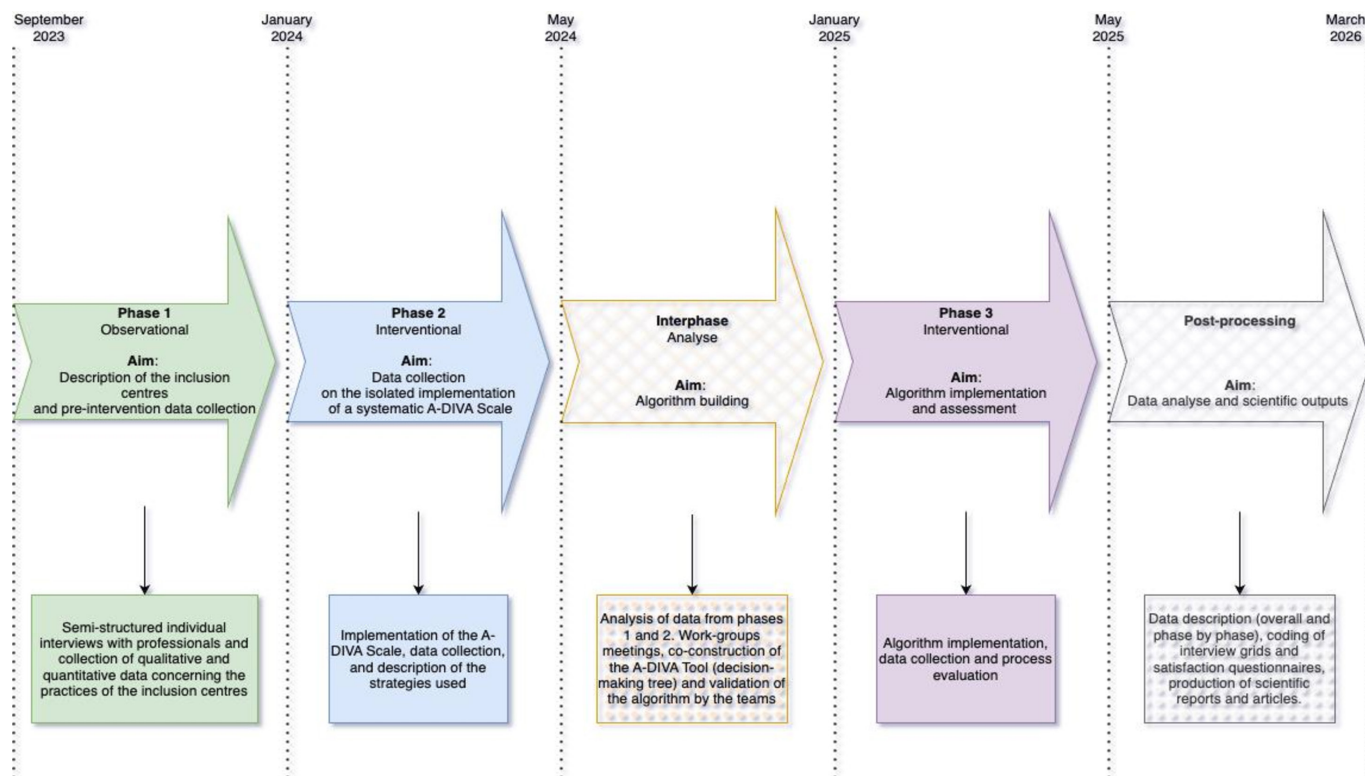 September
2023
January
2024
May
2024
January
2025
May
2025
March
2026
Phase 1
Observational
Aim:
Description of the inclusion
centres
and pre-intervention data collection
Phase 2
Interventional
Aim:
Data collection
on the isolated implementation
of a systematic A-DIVA Scale
Interphase
Analyse
Aim:
Algorithm building
Phase 3
Interventional
Aim:
Algorithm implementation
and assessment
Post-processing
Aim:
Data analyse and scientific outputs
Semi-structured individual
interviews with professionals and
collection of qualitative and
quantitative data concerning the
practices of the inclusion centres
Implementation of the A-
DIVA Scale, data collection,
and description of the
strategies used
Analysis of data from phases
1 and 2. Work-groups
meetings, co-construction of
the A-DIVA Tool (decision-
making tree) and validation of
the algorithm by the teams
Algorithm implementation,
data collection and process
evaluation
Data description (overall and
phase by phase), coding of
interview grids and
satisfaction questionnaires,
production of scientific
reports and articles.